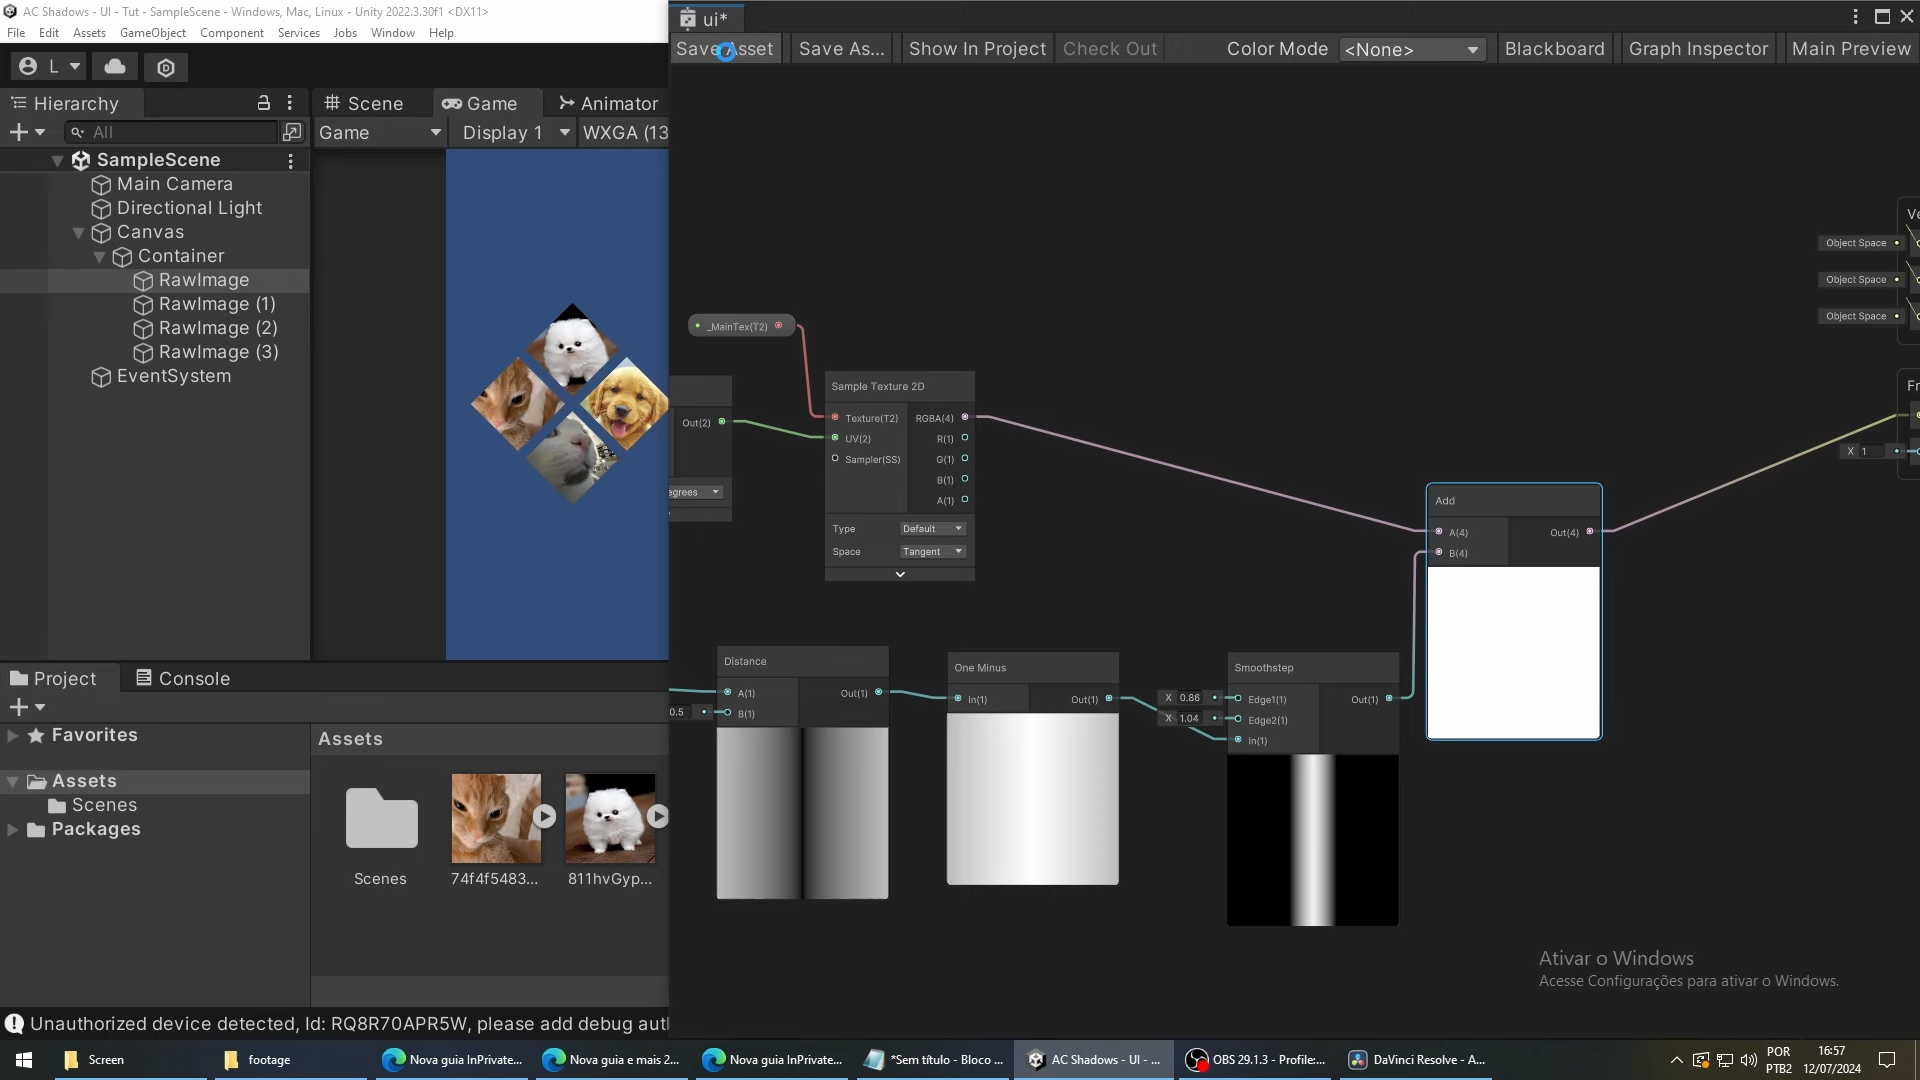 AC Shadows - UI - Tut - SampleScene - Windows, Mac, Linux - Unity 2022.3.30f1 <DX11>
File Edit Assets GameObject Component Services Jobs Window Help
L
Hierarchy
All
SampleScene
Main Camera
Directional Light
Canvas
Container
RawImage
RawImage (1)
RawImage (2)
RawImage (3)
EventSystem
Scene Game Animator
Game Display 1 WXGA (13
ui*
Save Asset Save As... Show In Project Check Out Color Mode <None> Blackboard Graph Inspector Main Preview
_MainTex(T2)
Out(2)
egrees
Sample Texture 2D
Texture(T2) RGBA(4)
UV(2) R(1)
Sampler(SS) G(1)
B(1)
A(1)
Type Default
Space Tangent
Ve
Object Space
Object Space
Object Space
Fr
X 1
Add
A(4) Out(4)
B(4)
Distance
A(1) Out(1)
0.5 B(1)
One Minus
In(1) Out(1)
Smoothstep
X 0.86 Edge1(1) Out(1)
X 1.04 Edge2(1)
In(1)
Project Console
Favorites
Assets
Scenes
Packages
Assets
Scenes
74f4f5483...
811hvGyp...
Ativar o Windows
Acesse Configurações para ativar o Windows.
Unauthorized device detected, Id: RQ8R70APR5W, please add debug aut
Screen
footage
Nova guia InPrivate...
Nova guia e mais 2...
Nova guia InPrivate...
*Sem título - Bloco ...
AC Shadows - UI - ...
OBS 29.1.3 - Profile:...
DaVinci Resolve - A...
POR
PTB2
16:57
12/07/2024